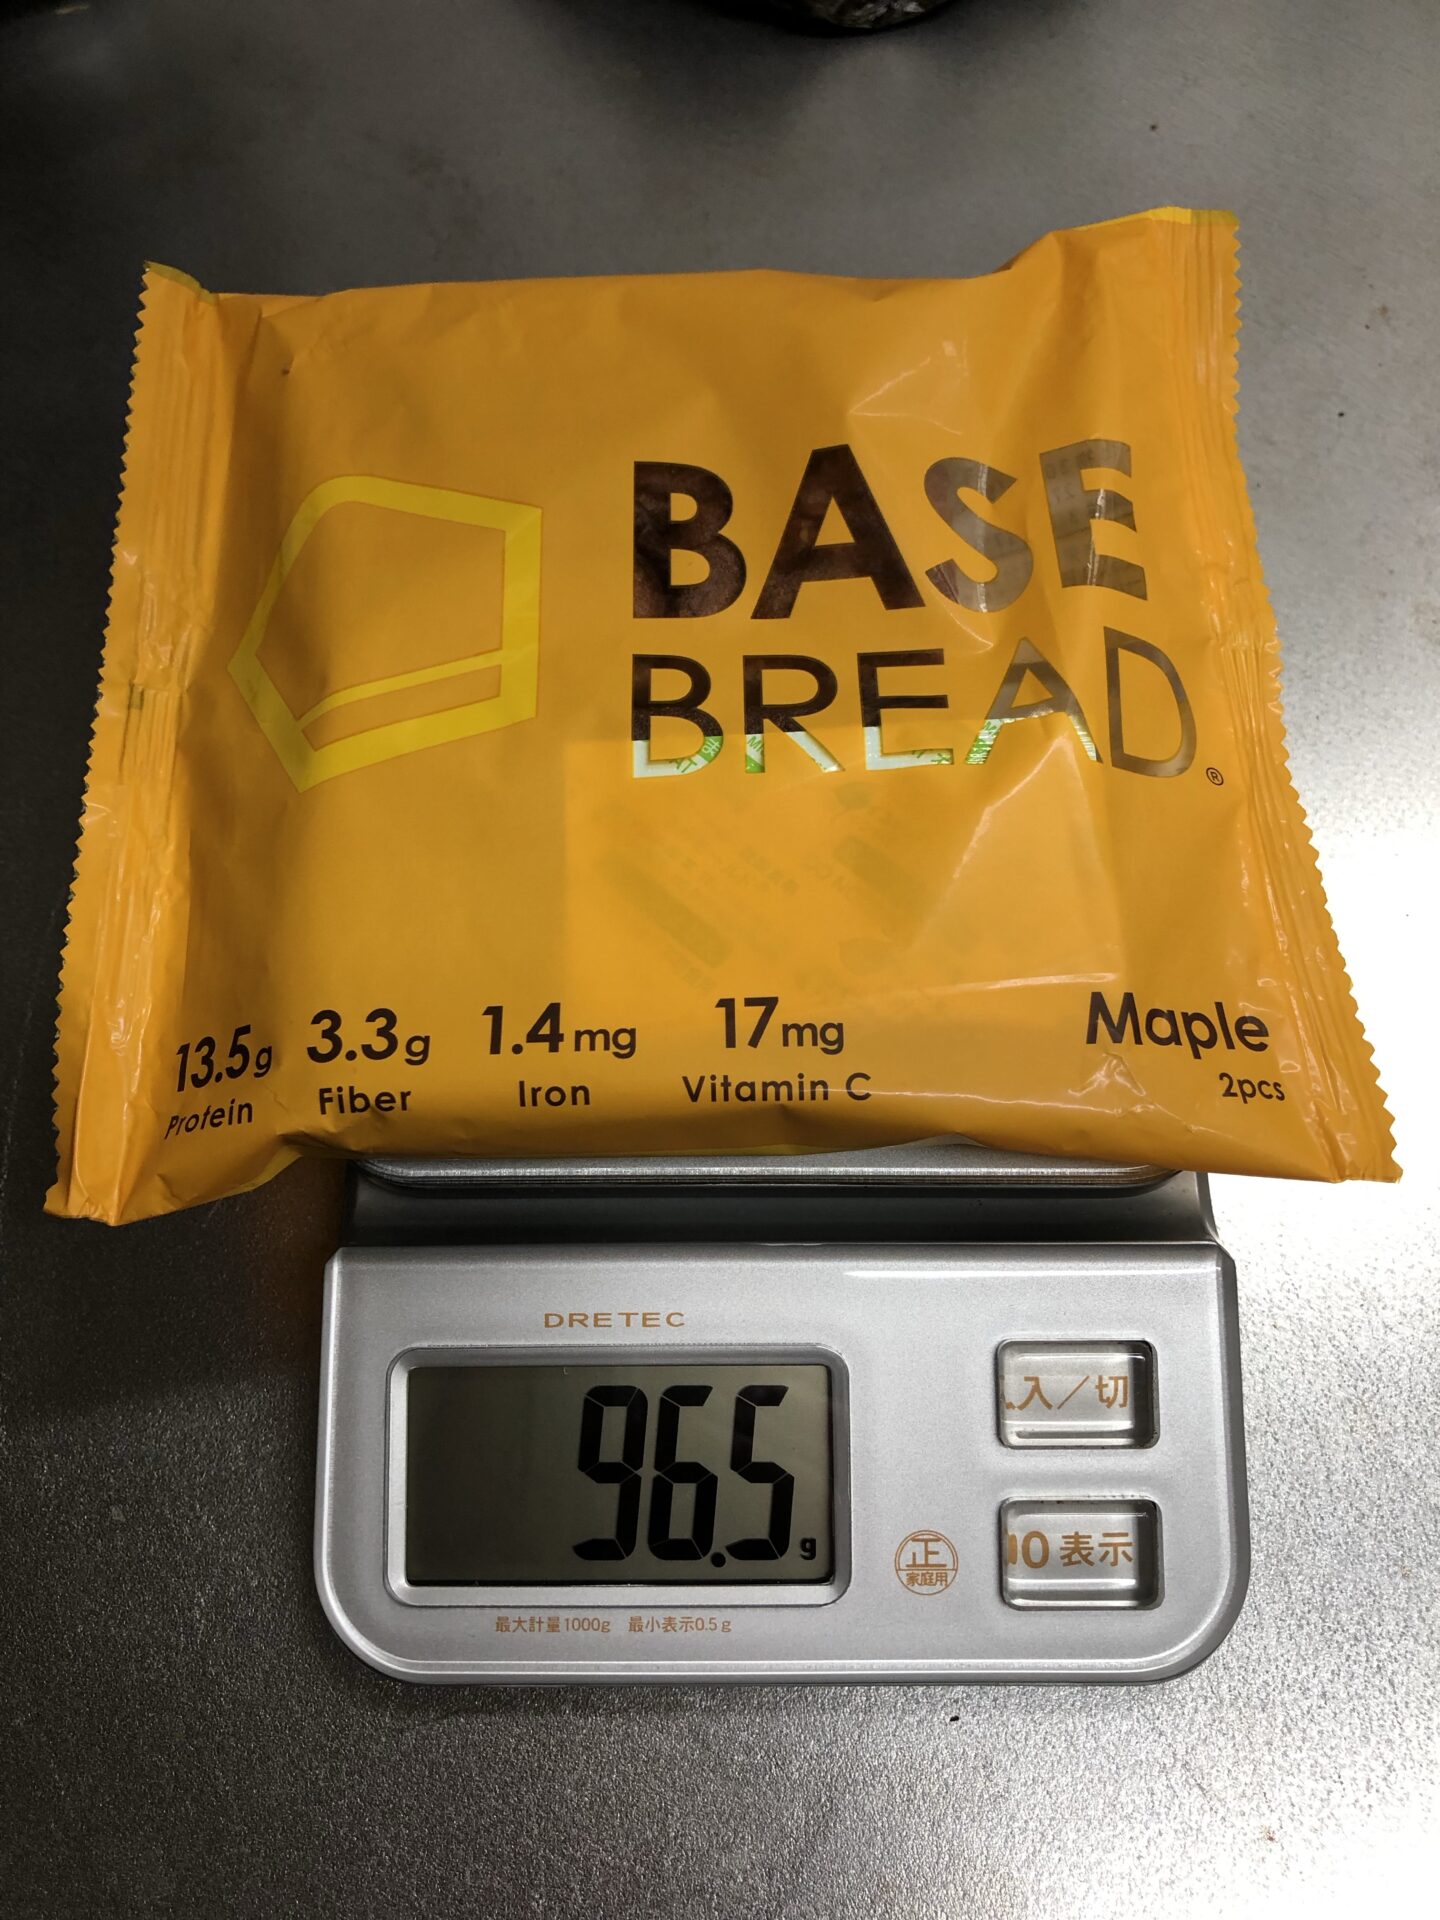 BASE
BREAD®
13.5g 3.3g 1.4mg 17mg
Protein Fiber Iron Vitamin C
Maple
2pcs
DRETEC
96.5g
入／切
0表示
正
家庭用
最大計量1000g 最小表示0.5g